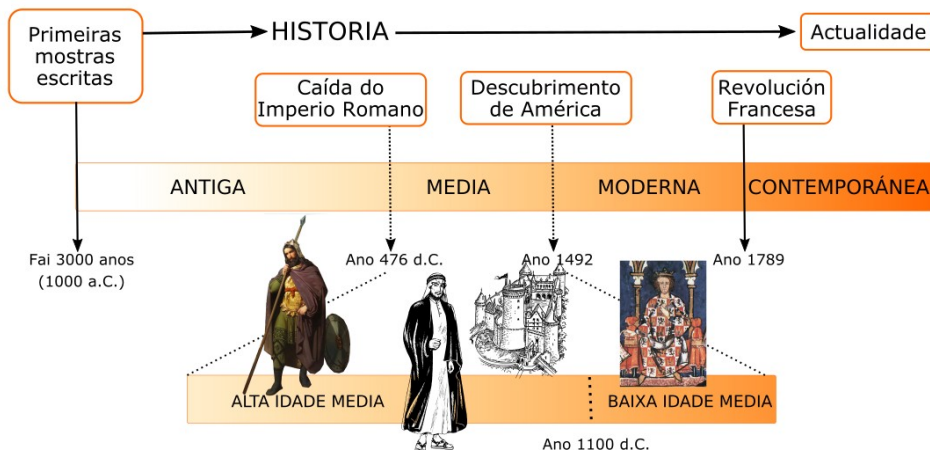 Primeiras
mostras
escritas
HISTORIA
Actualidade
Caída do
Imperio Romano
Descubrimento
de América
Revolución
Francesa
ANTIGA
MEDIA
MODERNA
CONTEMPORÁNEA
Fai 3000 anos
(1000 a.C.)
Ano 476 d.C.
Ano 1492
Ano 1789
ALTA IDADE MEDIA
BAIXA IDADE MEDIA
Ano 1100 d.C.